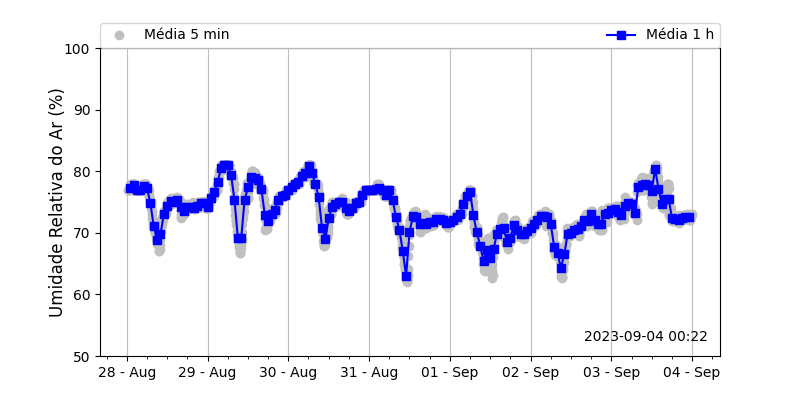 Média 5 min
Média 1 h
100
90
80
70
60
50
Umidade Relativa do Ar (%)
2023-09-04 00:22
28 - Aug
29 - Aug
30 - Aug
31 - Aug
01 - Sep
02 - Sep
03 - Sep
04 - Sep